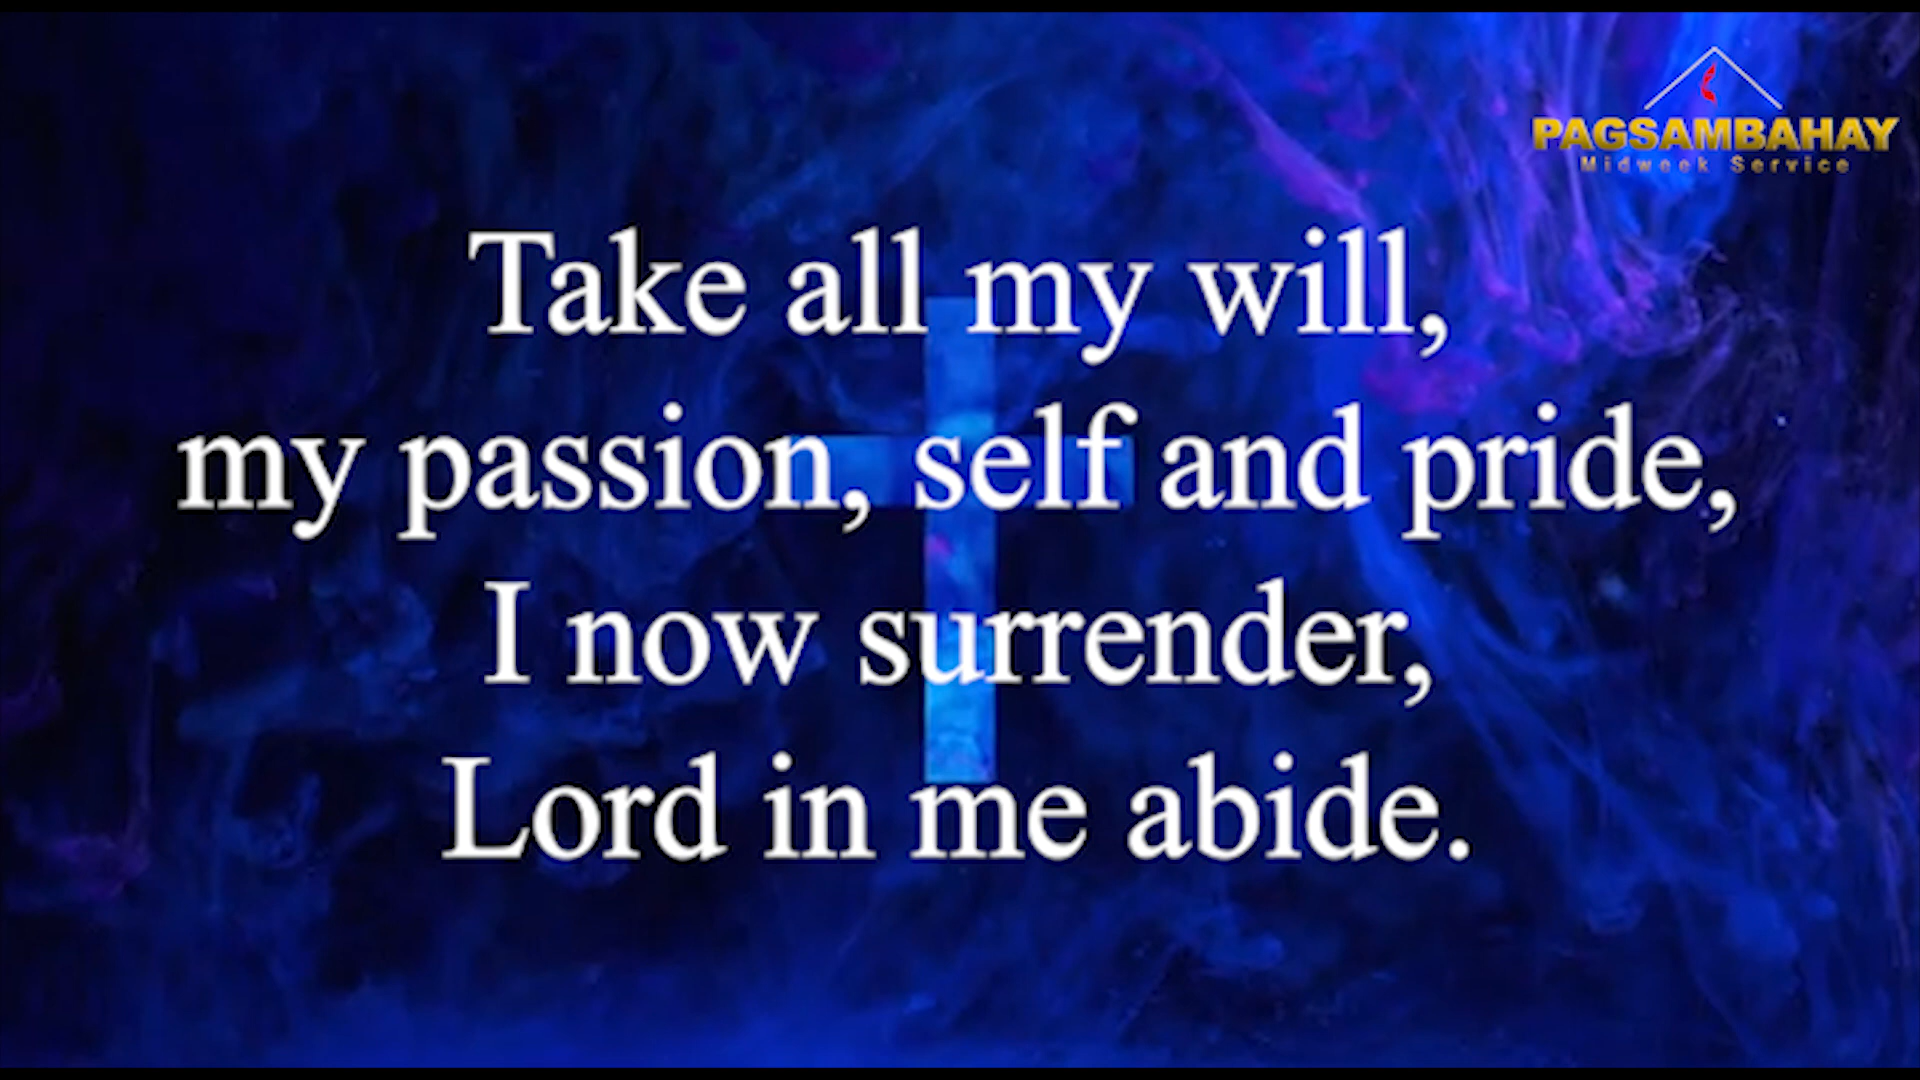 PAGSAMBAHAY
Midweek Service
Take all my will,
my passion, self and pride,
I now surrender,
Lord in me abide.